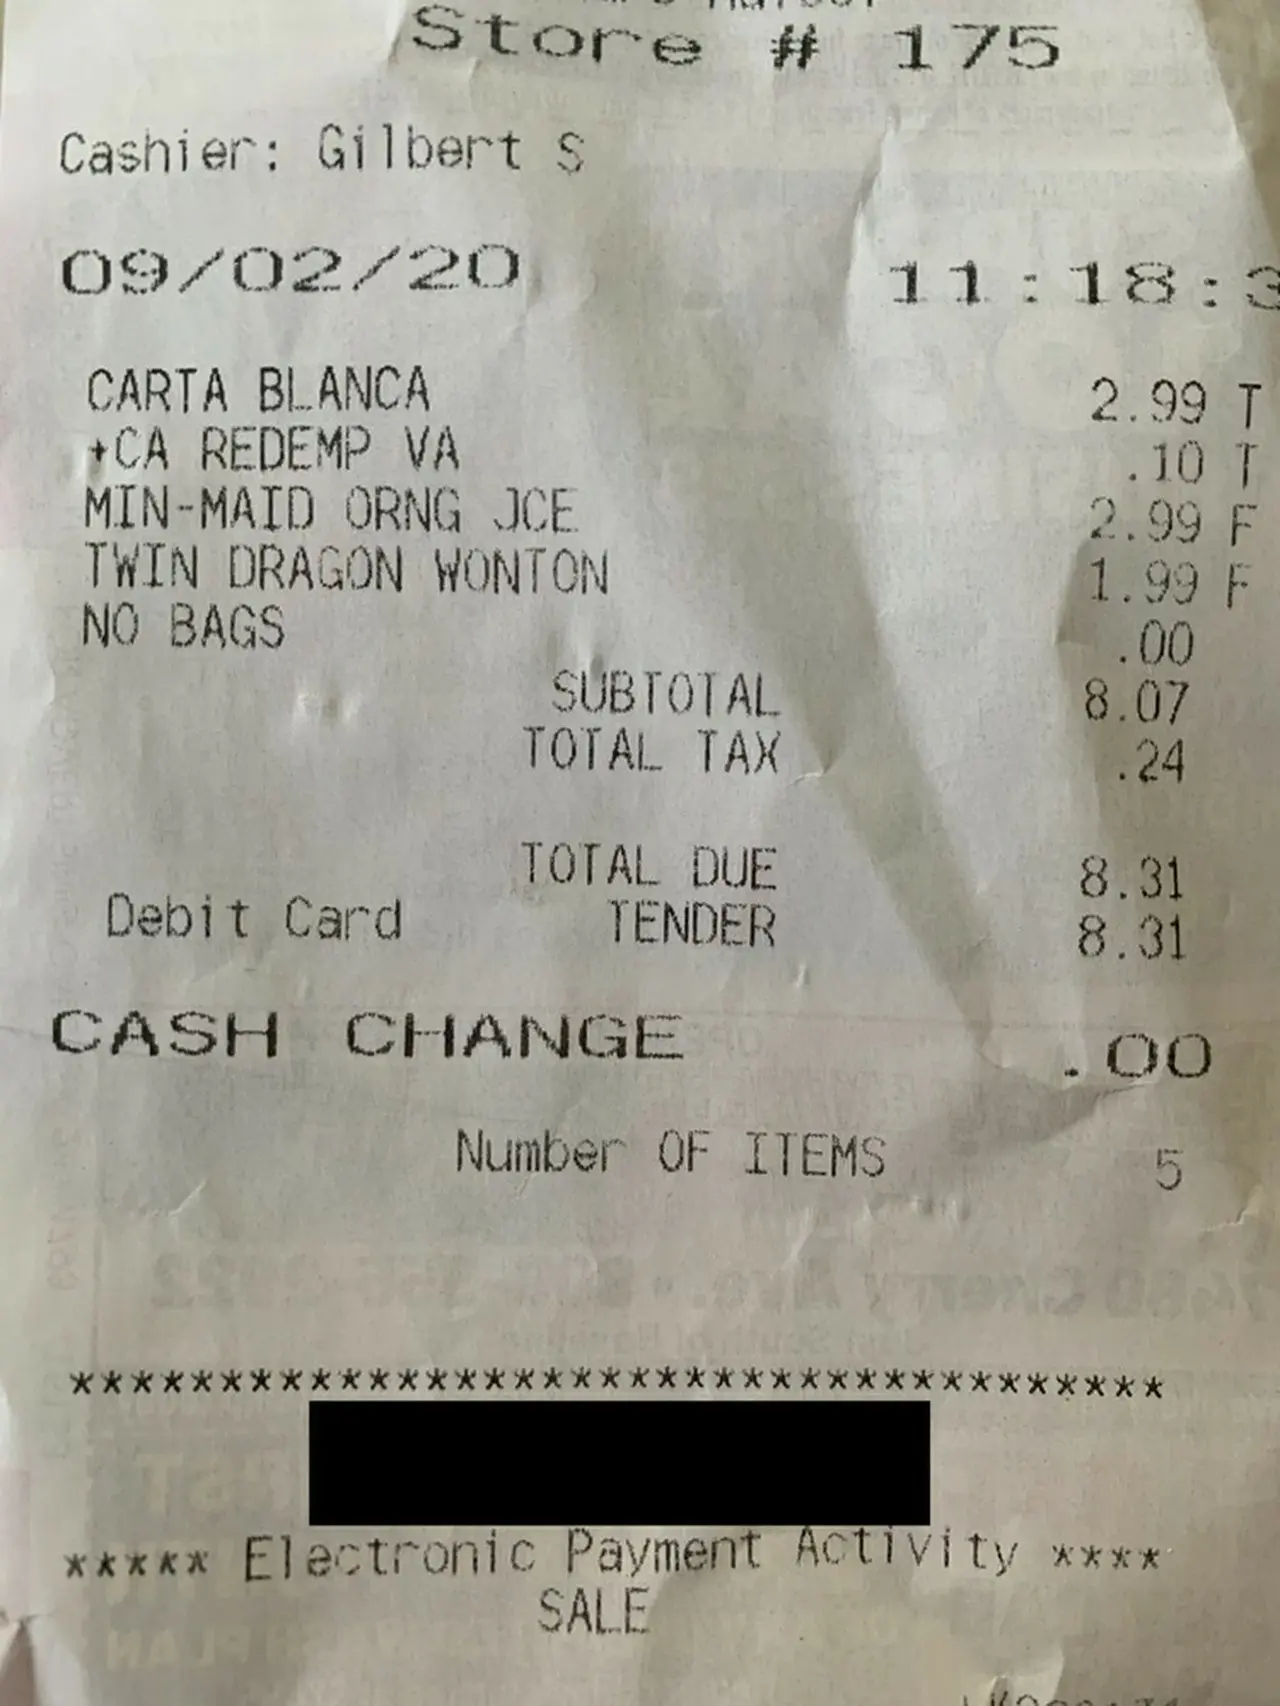 Store # 175
Cashier: Gilbert S
09/02/20 11:18:3
CARTA BLANCA 2.99 T
+CA REDEMP VA .10 T
MIN-MAID ORNG JCE 2.99 F
TWIN DRAGON WONTON 1.99 F
NO BAGS .00
SUBTOTAL 8.07
TOTAL TAX .24
TOTAL DUE 8.31
Debit Card TENDER 8.31
CASH CHANGE .00
Number OF ITEMS 5
**************************************
***** Electronic Payment Activity ****
SALE